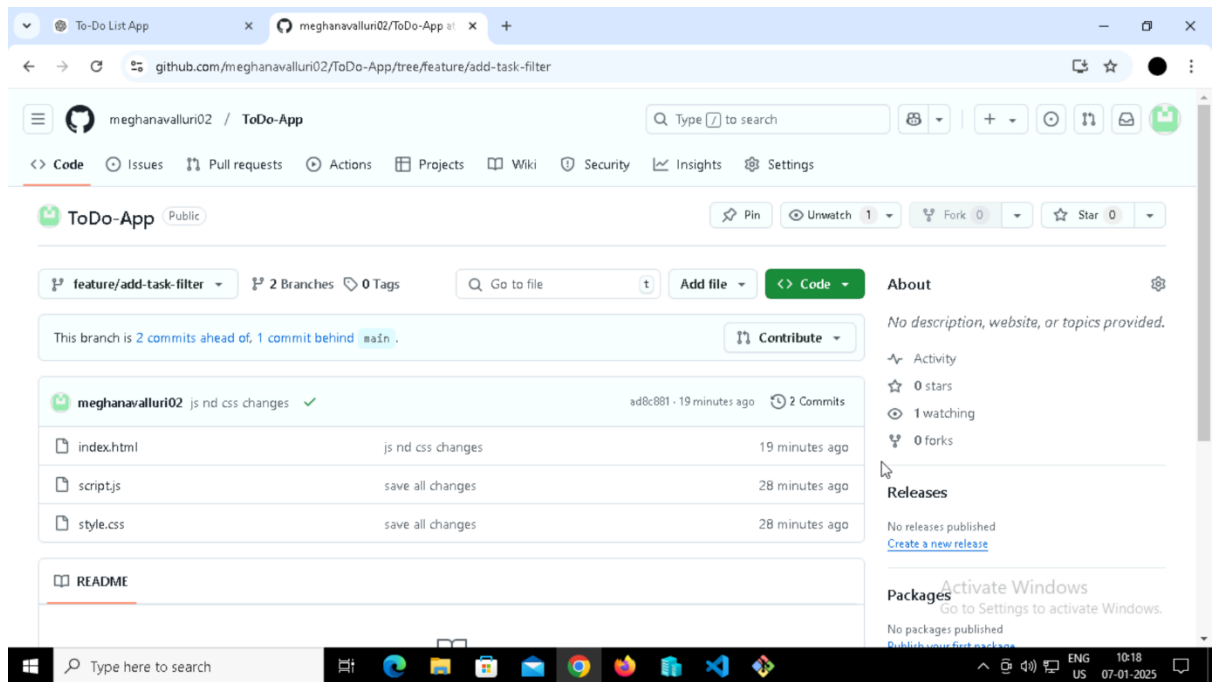 To-Do List App
meghanavalluri02/ToDo-App at
github.com/meghanavalluri02/ToDo-App/tree/feature/add-task-filter
meghanavalluri02 / ToDo-App
Type / to search
Code Issues Pull requests Actions Projects Wiki Security Insights Settings
ToDo-App Public
Pin Unwatch 1 Fork 0 Star 0
feature/add-task-filter 2 Branches 0 Tags Go to file t Add file Code
About
No description, website, or topics provided.
This branch is 2 commits ahead of, 1 commit behind main .
Contribute
Activity
0 stars
1 watching
0 forks
meghanavalluri02 js nd css changes ad8c881 · 19 minutes ago 2 Commits
index.html js nd css changes 19 minutes ago
script.js save all changes 28 minutes ago
style.css save all changes 28 minutes ago
Releases
No releases published
Create a new release
README
Packages
No packages published
Publish your first package
Activate Windows
Go to Settings to activate Windows.
Type here to search
ENG
US
10:18
07-01-2025